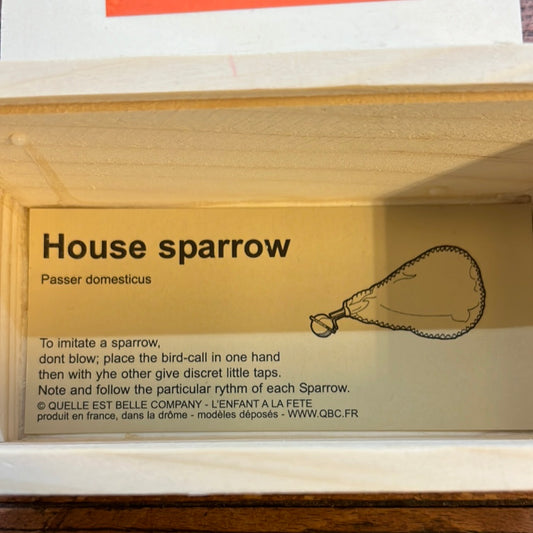 House sparrow
Passer domesticus
To imitate a sparrow,
dont blow; place the bird-call in one hand
then with yhe other give discret little taps.
Note and follow the particular rythm of each Sparrow.
© QUELLE EST BELLE COMPANY - L'ENFANT A LA FETE
produit en france, dans la drôme - modèles déposés - WWW.QBC.FR